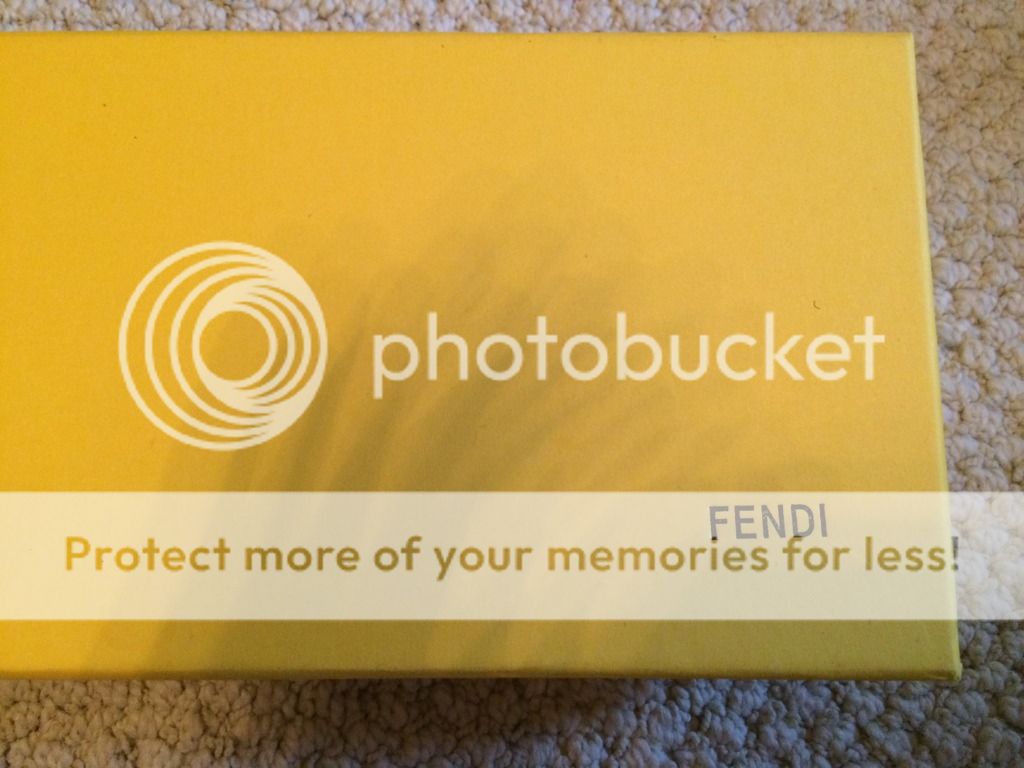 photobucket
FENDI
Protect more of your memories for less!